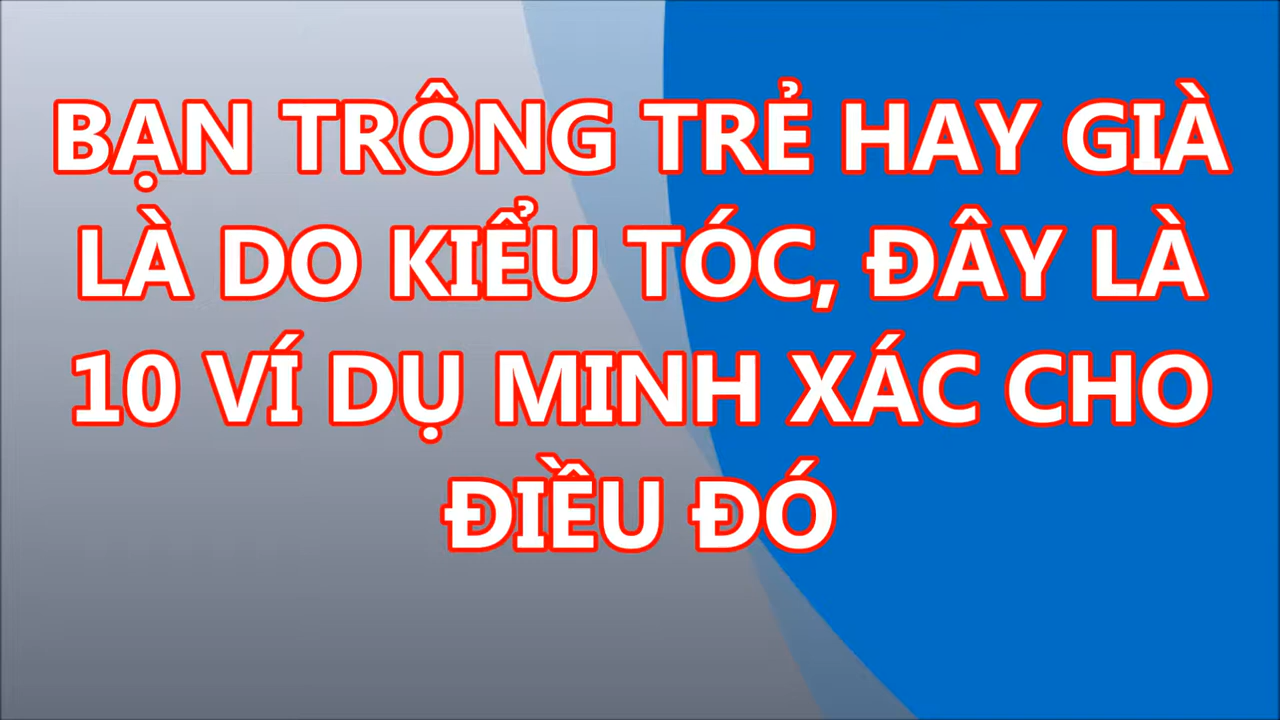 BẠN TRÔNG TRẺ HAY GIÀ
LÀ DO KIỂU TÓC, ĐÂY LÀ
10 VÍ DỤ MINH XÁC CHO
ĐIỀU ĐÓ